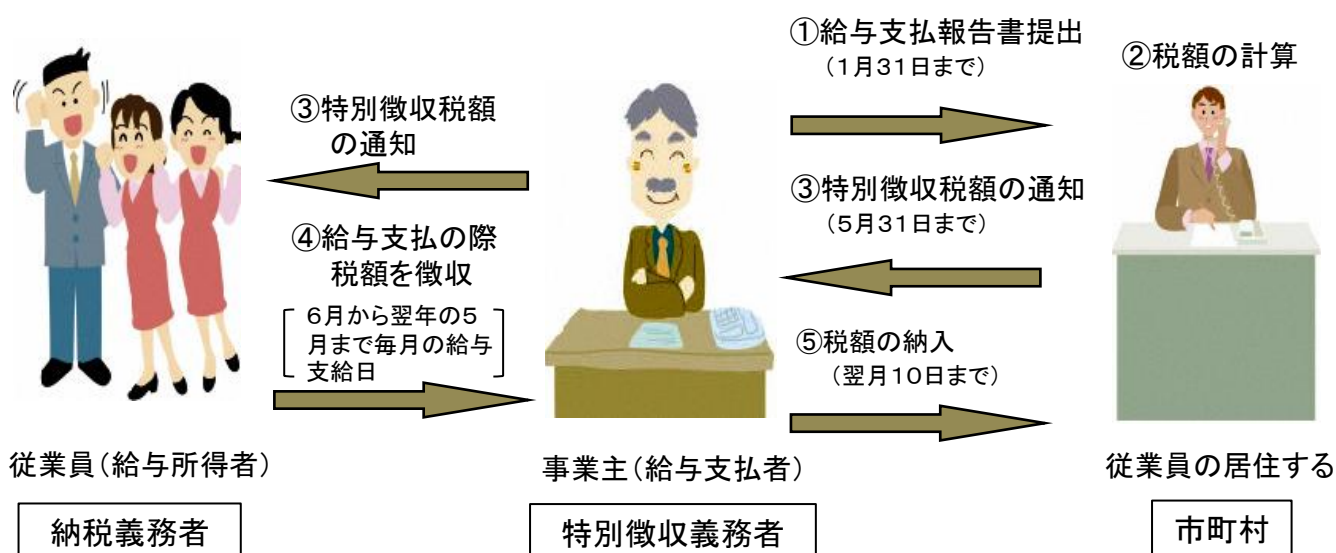 ①給与支払報告書提出
（1月31日まで）
②税額の計算
③特別徴収税額
の通知
③特別徴収税額の通知
（5月31日まで）
④給与支払の際
税額を徴収
6月から翌年の5
月まで毎月の給与
支給日
⑤税額の納入
（翌月10日まで）
従業員（給与所得者）
事業主（給与支払者）
従業員の居住する
納税義務者
特別徴収義務者
市町村